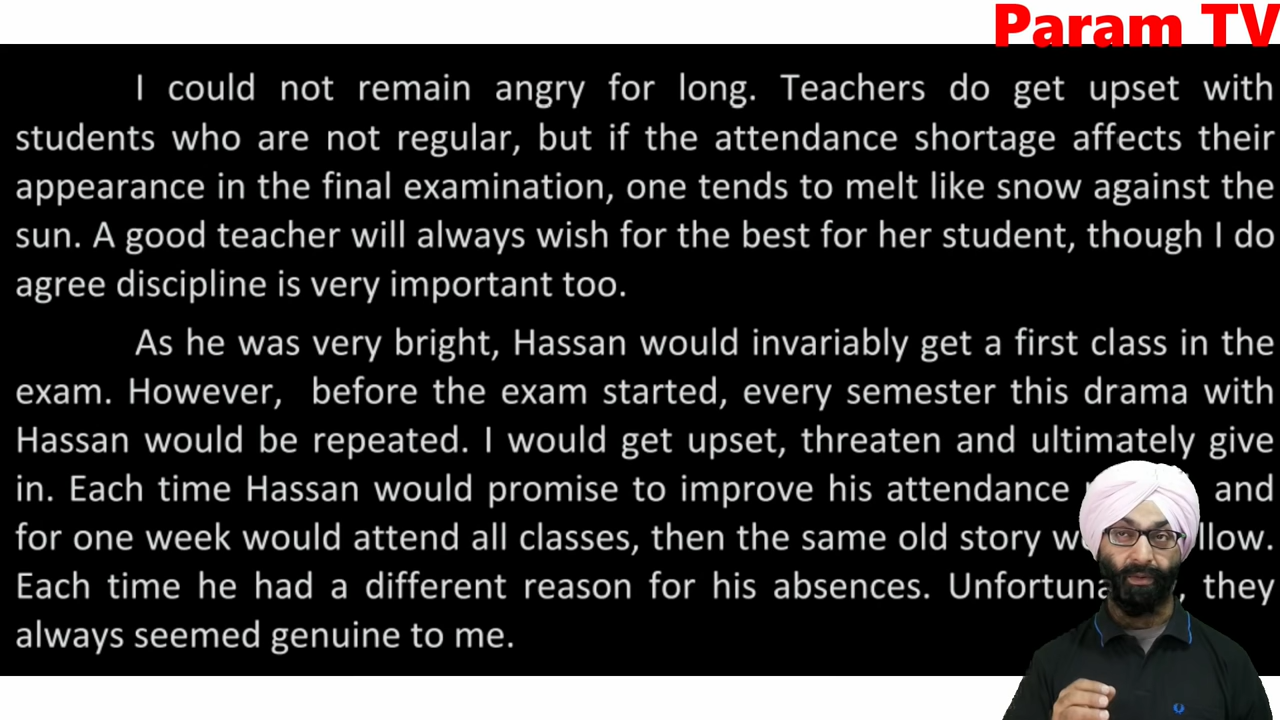 Param TV
I could not remain angry for long. Teachers do get upset with
students who are not regular, but if the attendance shortage affects their
appearance in the final examination, one tends to melt like snow against the
sun. A good teacher will always wish for the best for her student, though I do
agree discipline is very important too.
As he was very bright, Hassan would invariably get a first class in the
exam. However, before the exam started, every semester this drama with
Hassan would be repeated. I would get upset, threaten and ultimately give
in. Each time Hassan would promise to improve his attendance and
for one week would attend all classes, then the same old story
Each time he had a different reason for his absences. they
always seemed genuine to me.